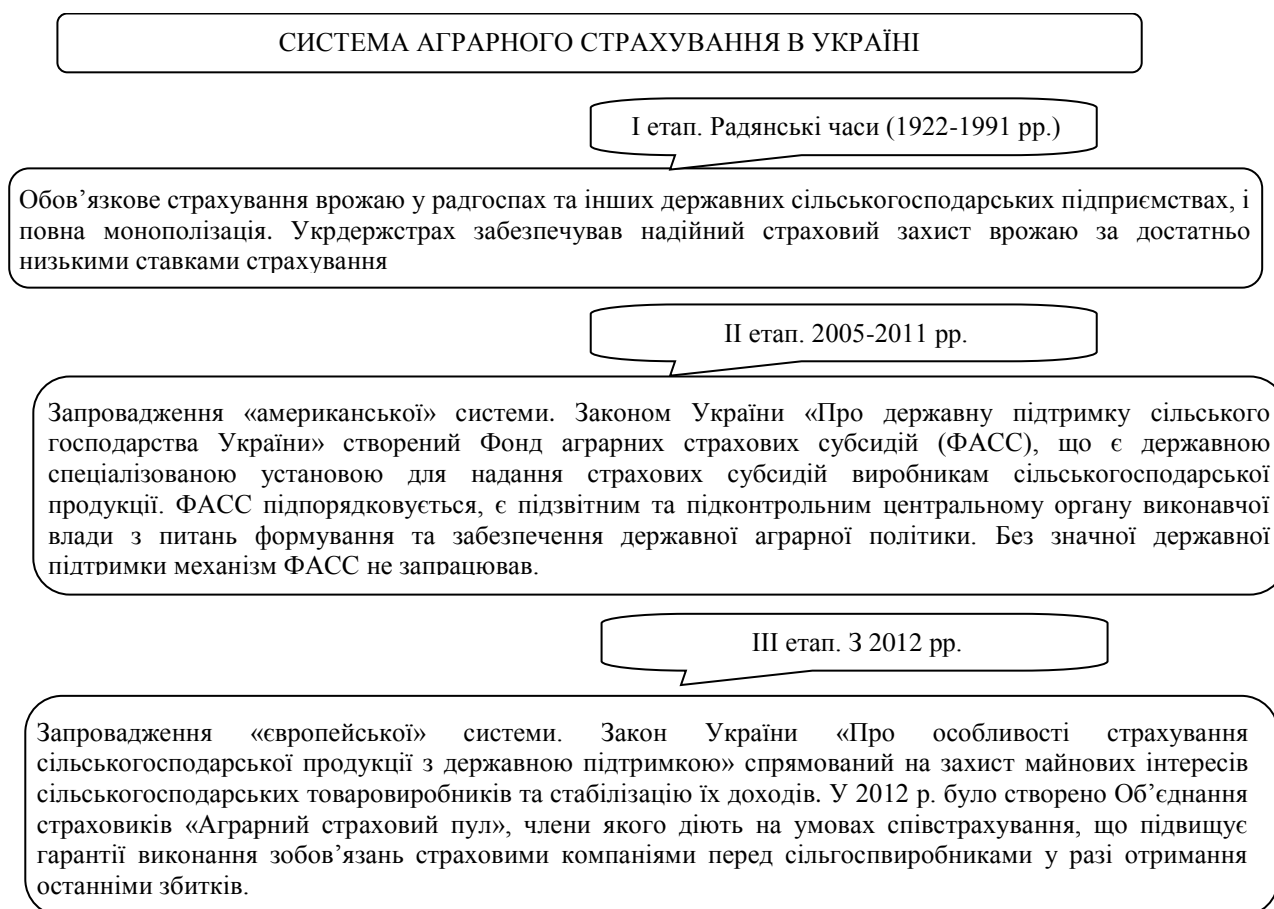 СИСТЕМА АГРАРНОГО СТРАХУВАННЯ В УКРАЇНІ
І етап. Радянські часи (1922-1991 рр.)
Обов’язкове страхування врожаю у радгоспах та інших державних сільськогосподарських підприємствах, і
повна монополізація. Укрдержстрах забезпечував надійний страховий захист врожаю за достатньо
низькими ставками страхування
ІІ етап. 2005-2011 рр.
Запровадження «американської» системи. Законом України «Про державну підтримку сільського
господарства України» створений Фонд аграрних страхових субсидій (ФАСС), що є державною
спеціалізованою установою для надання страхових субсидій виробникам сільськогосподарської
продукції. ФАСС підпорядковується, є підзвітним та підконтрольним центральному органу виконавчої
влади з питань формування та забезпечення державної аграрної політики. Без значної державної
підтримки механізм ФАСС не запрацював.
ІІІ етап. З 2012 рр.
Запровадження «європейської» системи. Закон України «Про особливості страхування
сільськогосподарської продукції з державною підтримкою» спрямований на захист майнових інтересів
сільськогосподарських товаровиробників та стабілізацію їх доходів. У 2012 р. було створено Об’єднання
страховиків «Аграрний страховий пул», члени якого діють на умовах співстрахування, що підвищує
гарантії виконання зобов’язань страховими компаніями перед сільгоспвиробниками у разі отримання
останніми збитків.